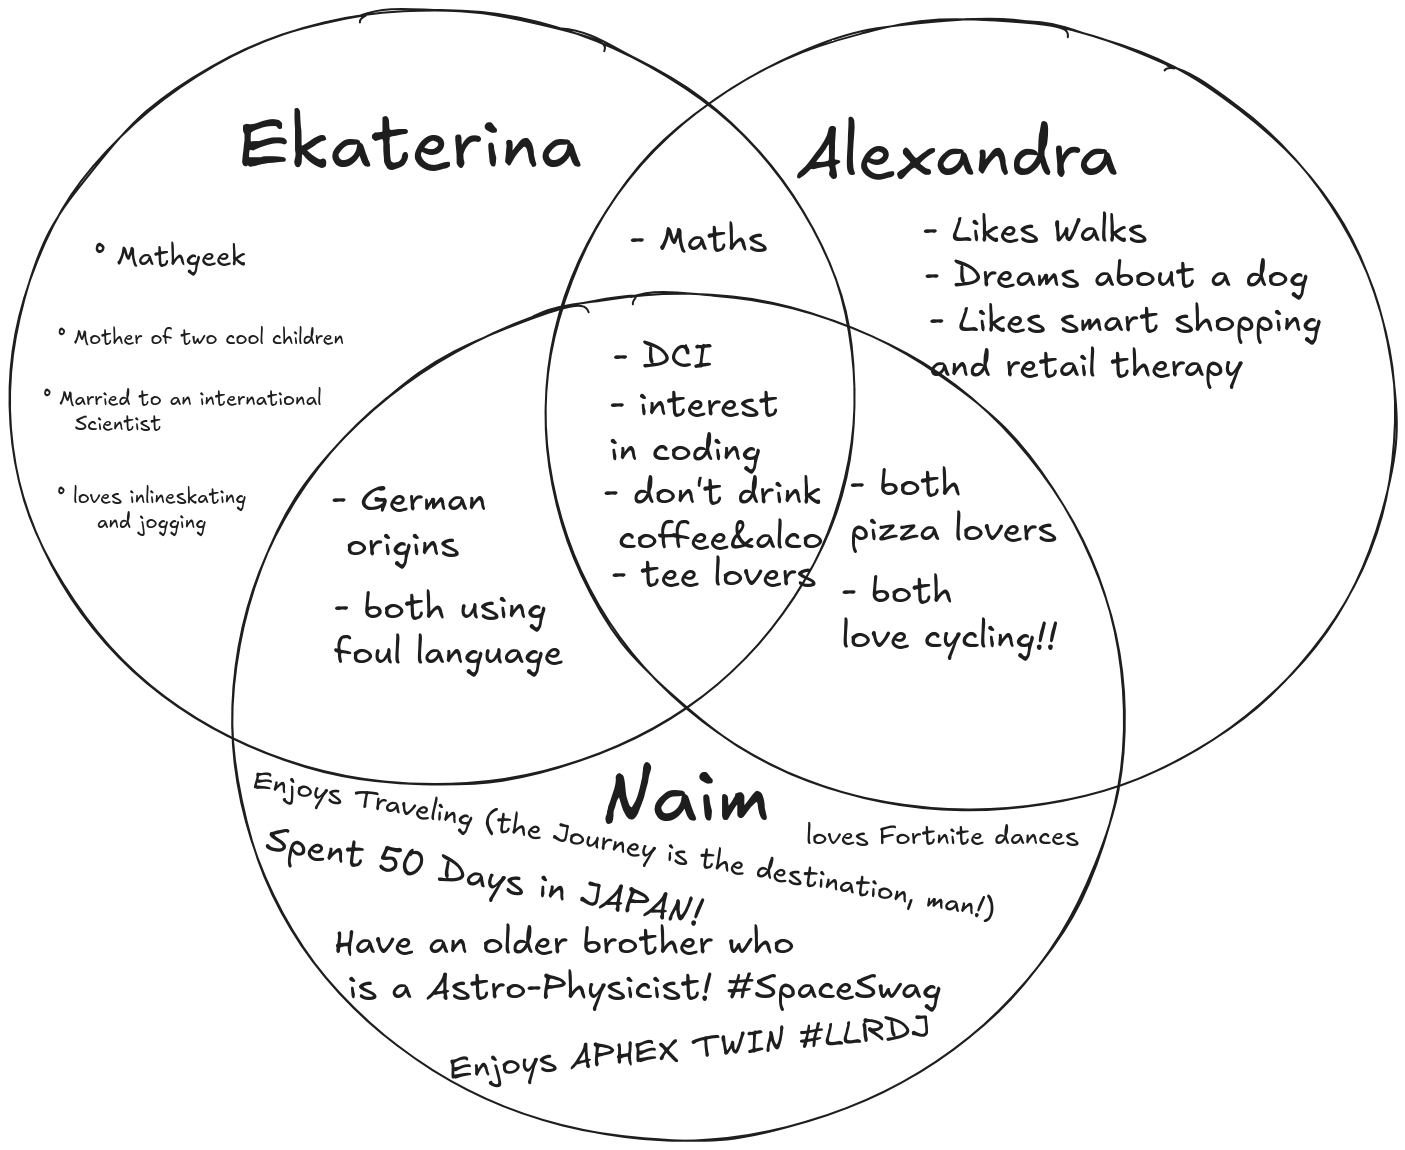 Ekaterina
° Mathgeek
° Mother of two cool children
° Married to an international
Scientist
° loves inlineskating
and jogging
Alexandra
- Likes Walks
- Dreams about a dog
- Likes smart shopping
and retail therapy
- Maths
- DCI
- interest
in coding
- don't drink
coffee&alco
- tee lovers
- German
origins
- both using
foul language
- both
pizza lovers
- both
love cycling!!
Naim
Enjoys Traveling (the Journey is the destination, man!)
loves Fortnite dances
Spent 50 Days in JAPAN!
Have an older brother who
is a Astro-Physicist! #SpaceSwag
Enjoys APHEX TWIN #LLRDJ